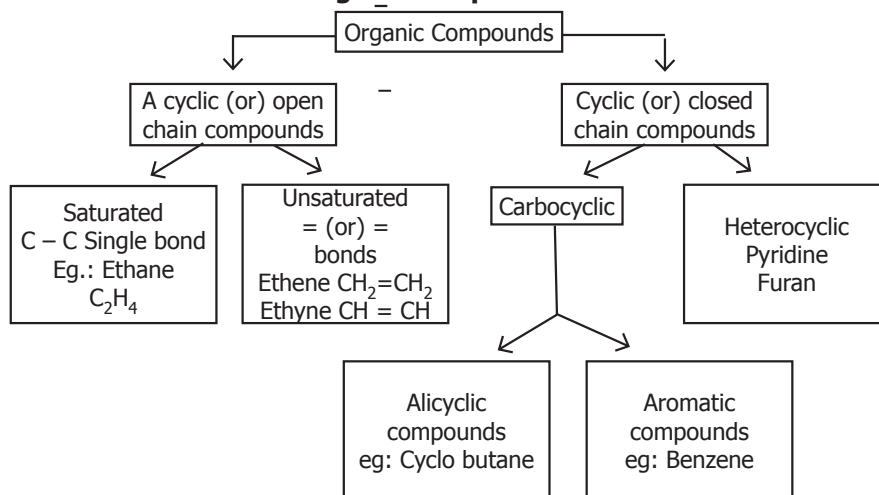 Organic Compounds
A cyclic (or) open
chain compounds
Cyclic (or) closed
chain compounds
Saturated
C – C Single bond
Eg.: Ethane
C₂H₄
Unsaturated
= (or) =
bonds
Ethene CH₂=CH₂
Ethyne CH = CH
Carbocyclic
Heterocyclic
Pyridine
Furan
Alicyclic
compounds
eg: Cyclo butane
Aromatic
compounds
eg: Benzene